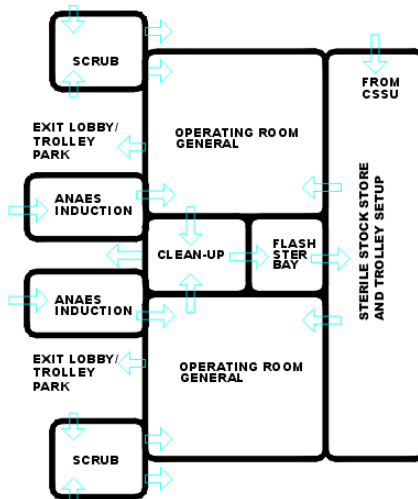 SCRUB
FROM
CSSU
EXIT LOBBY/
TROLLEY
PARK
OPERATING ROOM
GENERAL
ANAES
INDUCTION
CLEAN-UP
FLASH
STER
BAY
STERILE STOCK STORE
AND TROLLEY SETUP
ANAES
INDUCTION
EXIT LOBBY/
TROLLEY
PARK
OPERATING ROOM
GENERAL
SCRUB